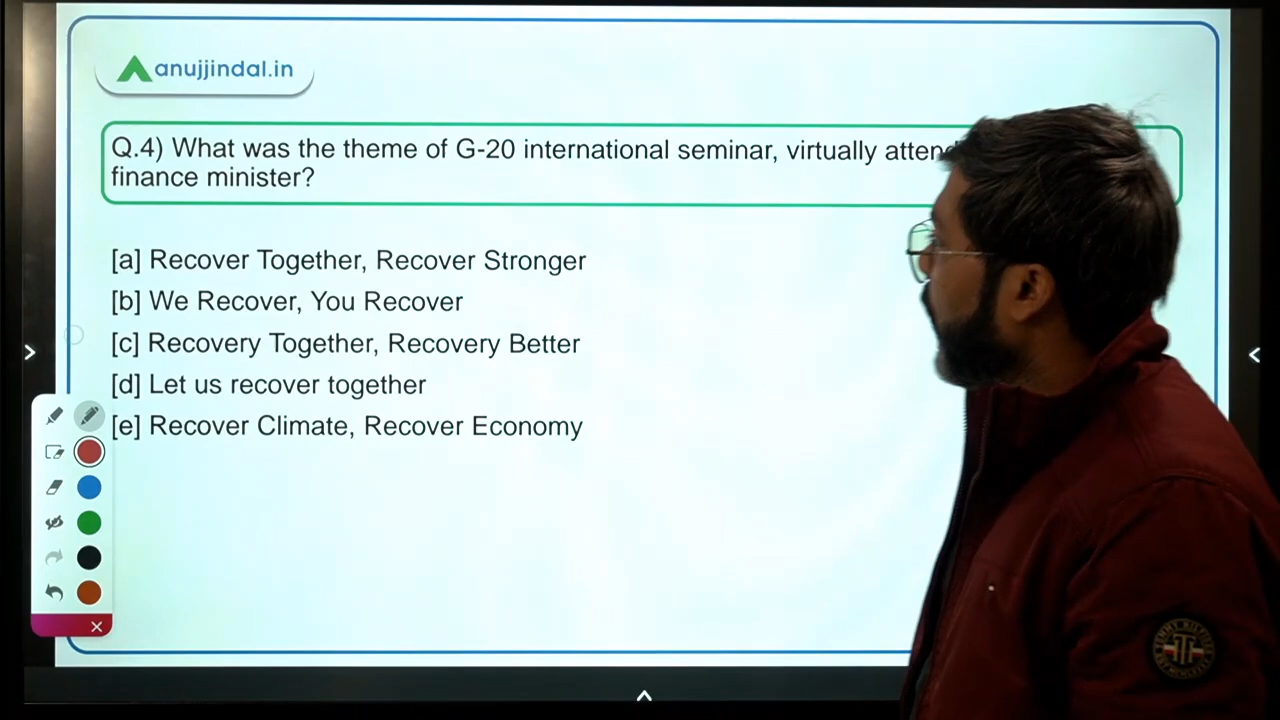 anujjindal.in
Q.4) What was the theme of G-20 international seminar, virtually
finance minister?
[a] Recover Together, Recover Stronger
[b] We Recover, You Recover
[c] Recovery Together, Recovery Better
[d] Let us recover together
[e] Recover Climate, Recover Economy